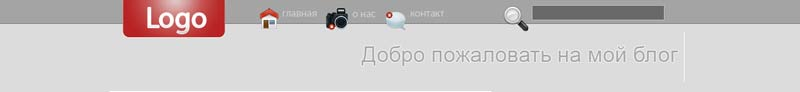 Logo
главная
о нас
контакт
Добро пожаловать на мой блог